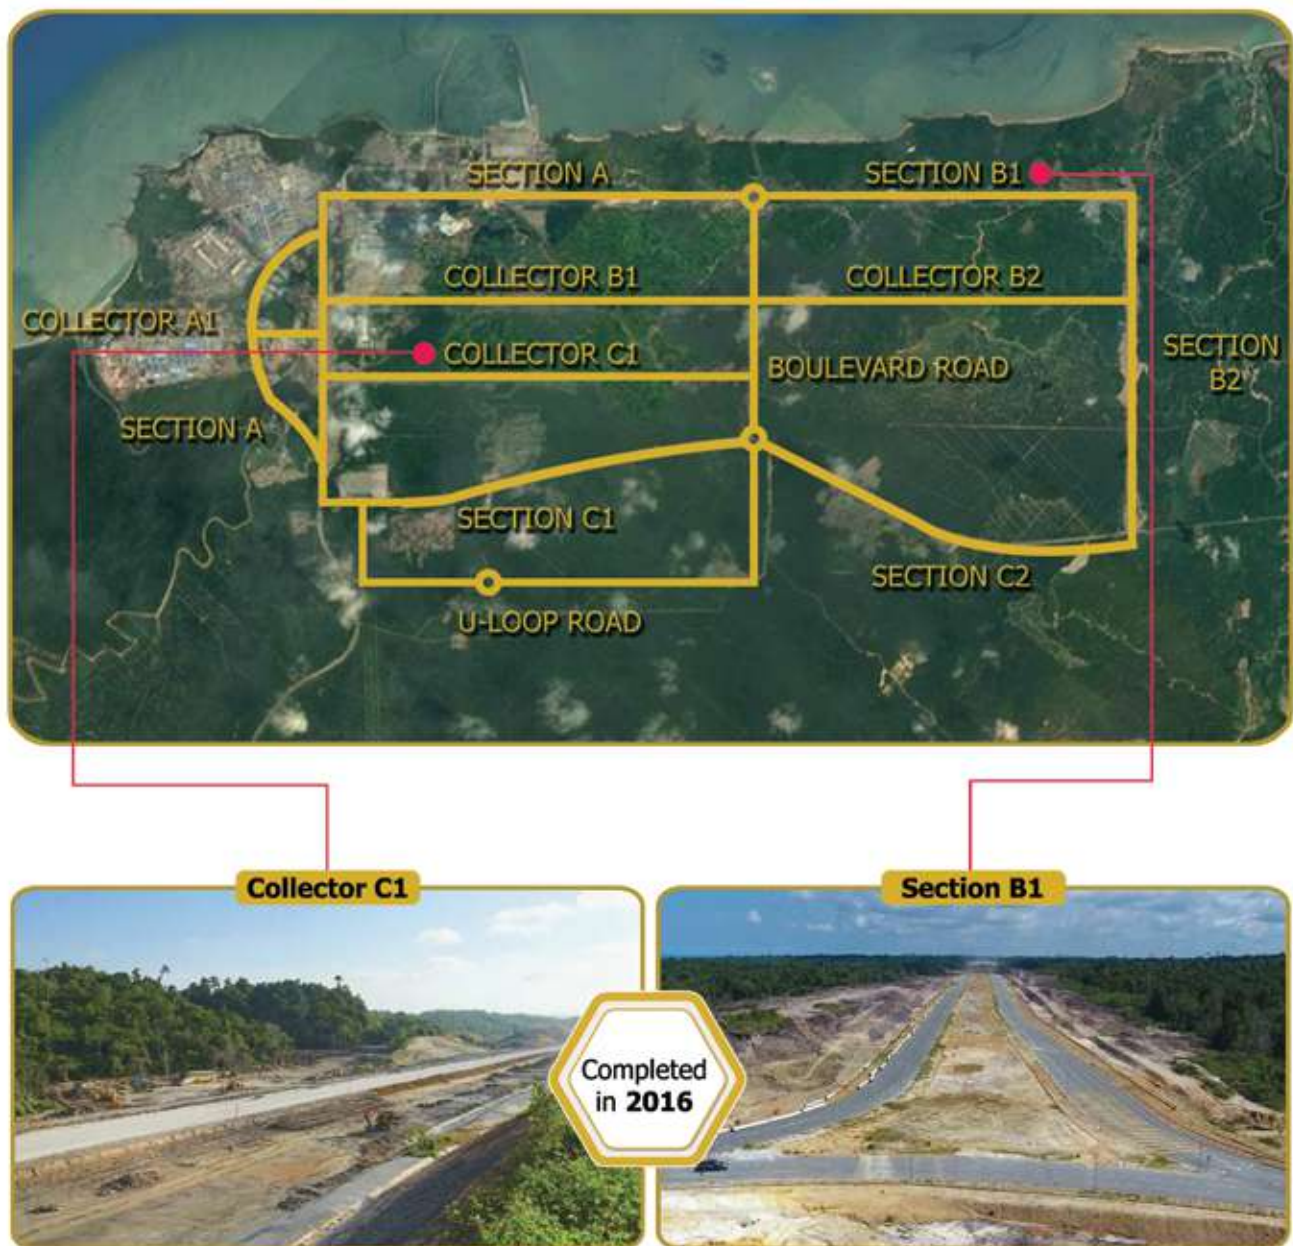 SECTION A
SECTION B1
COLLECTOR B1
COLLECTOR B2
COLLECTOR A1
COLLECTOR C1
BOULEVARD ROAD
SECTION
B2
SECTION A
SECTION C1
SECTION C2
U-LOOP ROAD
Collector C1
Section B1
Completed
in 2016